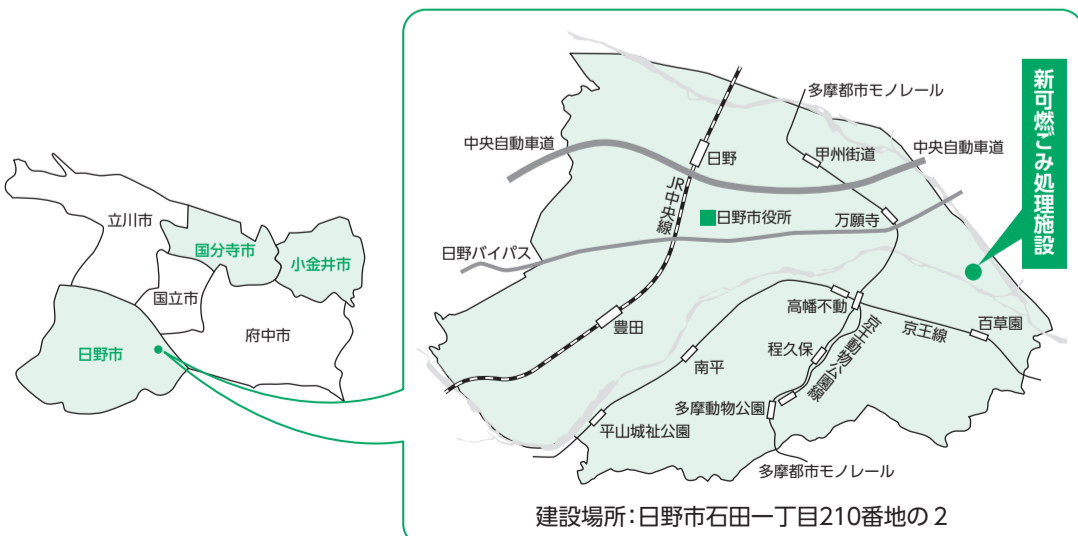 立川市
国分寺市
小金井市
国立市
府中市
日野市
多摩都市モノレール
中央自動車道
日野
甲州街道
中央自動車道
新可燃ごみ処理施設
JR中央線
日野市役所
万願寺
日野バイパス
高幡不動
豊田
京王線
百草園
京王動物公園線
程久保
南平
多摩動物公園
平山城祉公園
多摩都市モノレール
建設場所:日野市石田一丁目210番地の2